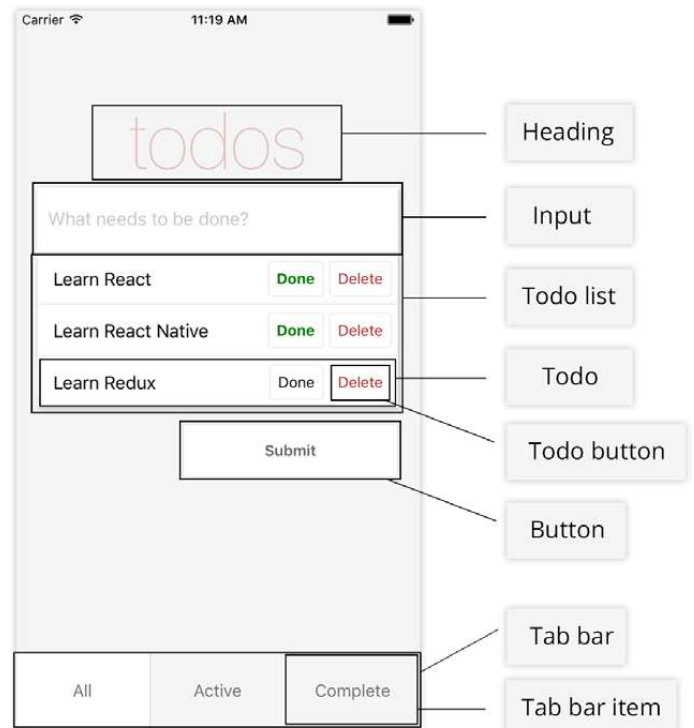 Carrier 11:19 AM
todos
Heading
What needs to be done?
Input
Learn React Done Delete
Todo list
Learn React Native Done Delete
Learn Redux Done Delete
Todo
Todo button
Submit
Button
Tab bar
All Active Complete
Tab bar item